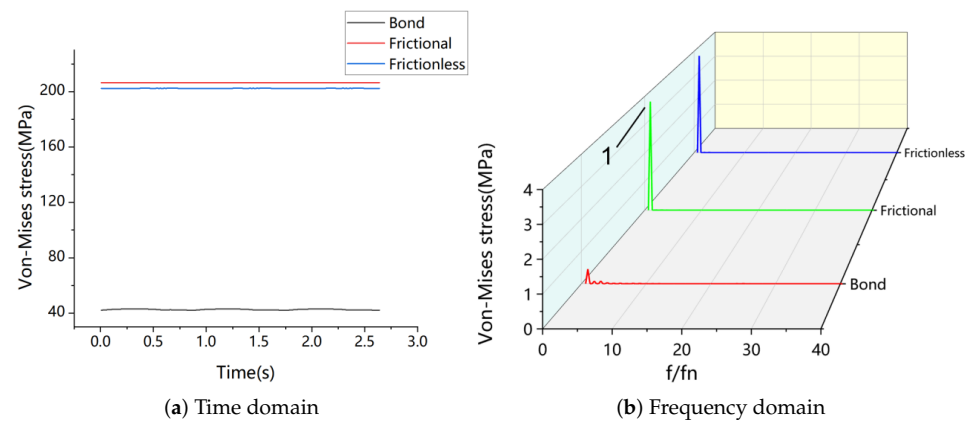 Bond
Frictional
Frictionless
Von-Mises stress(MPa)
200
160
120
80
40
0.0 0.5 1.0 1.5 2.0 2.5 3.0
Time(s)
(a) Time domain
Von-Mises stress(MPa)
4
3
2
1
0
1
Frictionless
Frictional
Bond
0 10 20 30 40
f/fn
(b) Frequency domain